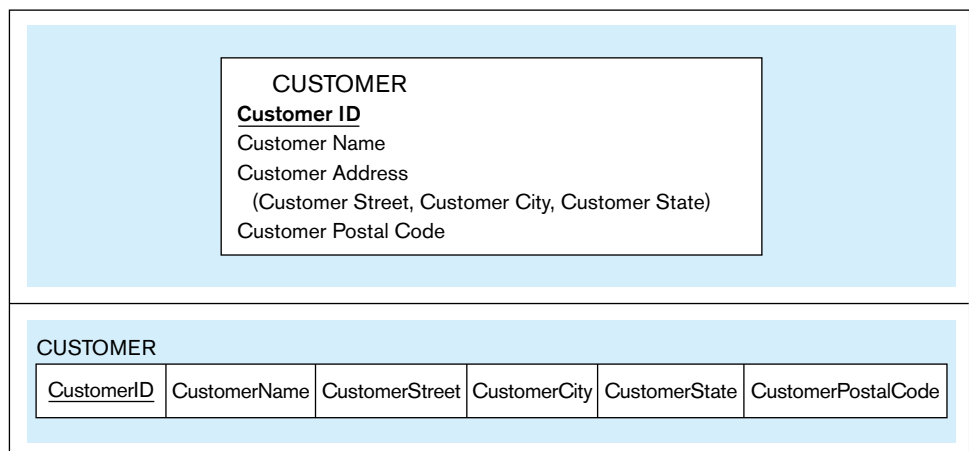 CUSTOMER
Customer ID
Customer Name
Customer Address
(Customer Street, Customer City, Customer State)
Customer Postal Code
CUSTOMER
CustomerID CustomerName CustomerStreet CustomerCity CustomerState CustomerPostalCode